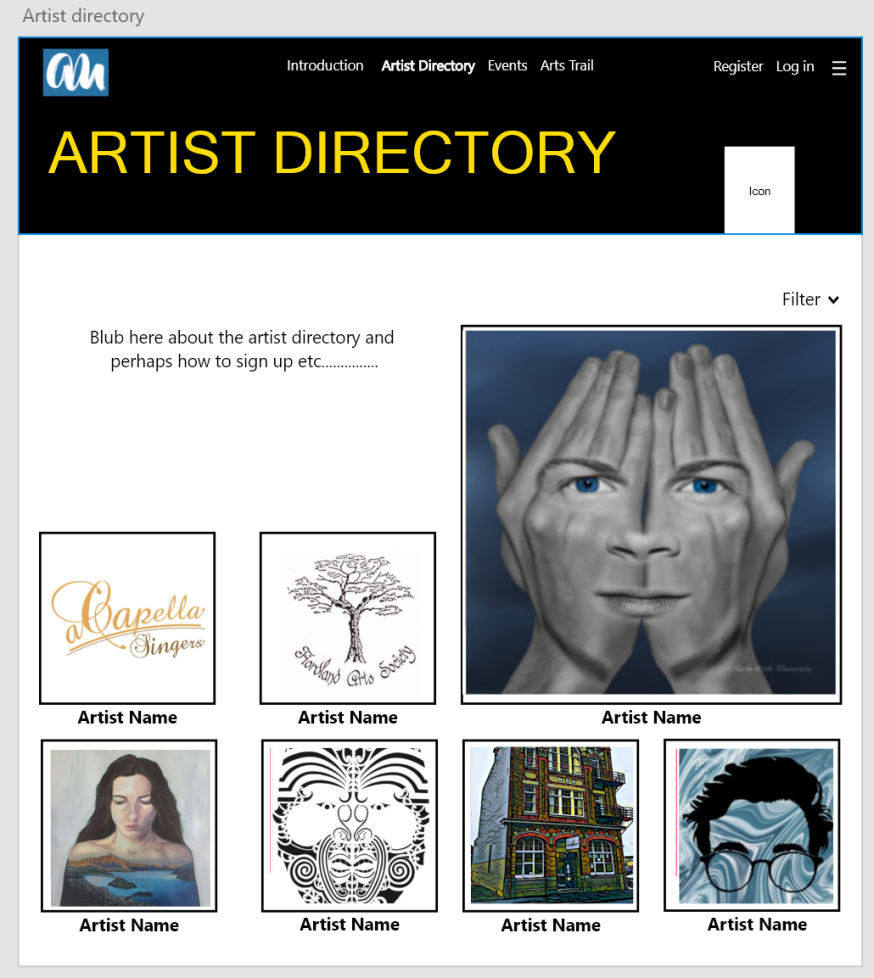 Artist directory
am
Introduction Artist Directory Events Arts Trail Register Log in
ARTIST DIRECTORY
Icon
Filter
Blub here about the artist directory and
perhaps how to sign up etc...............
aCapella
Singers
Fiordland Arts Society
Artist Name Artist Name Artist Name
Artist Name Artist Name Artist Name Artist Name